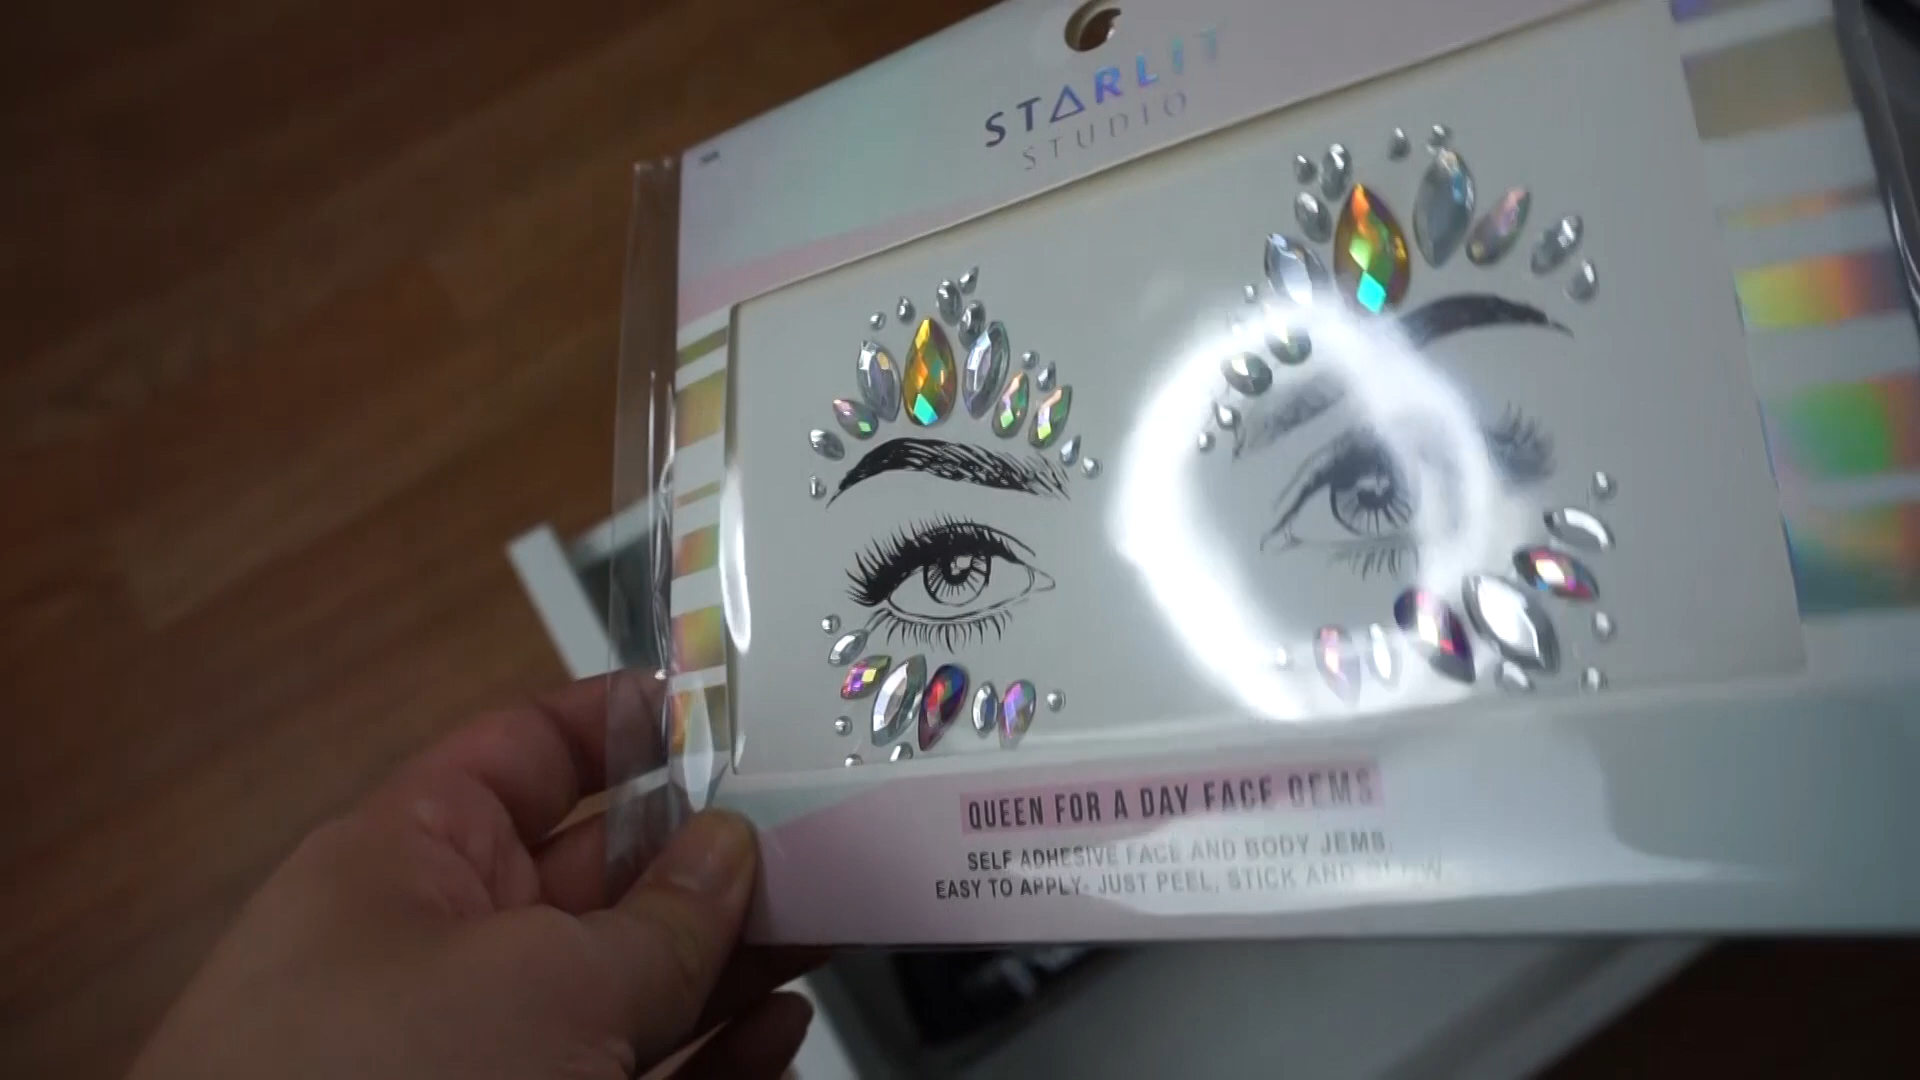 STARLIT
STUDIO
QUEEN FOR A DAY FACE GEMS
SELF ADHESIVE FACE AND BODY JEMS.
EASY TO APPLY- JUST PEEL, STICK AND GLOW